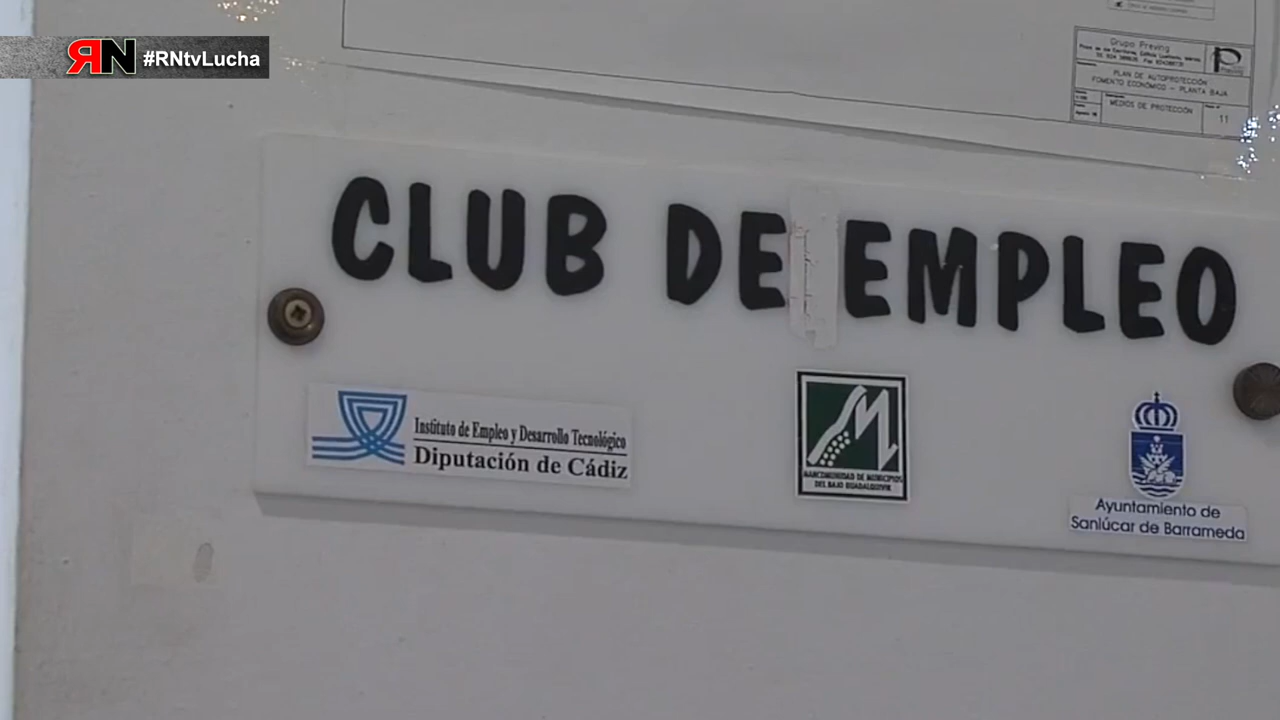 RN #RNtvLucha
Grupo Preving
PLAN DE AUTOPROTECCIÓN
FOMENTO ECONÓMICO - PLANTA BAJA
MEDIOS DE PROTECCIÓN
11
CLUB DE EMPLEO
Instituto de Empleo y Desarrollo Tecnológico
Diputación de Cádiz
MANCOMUNIDAD DE MUNICIPIOS
DEL BAJO GUADALQUIVIR
Ayuntamiento de
Sanlúcar de Barrameda